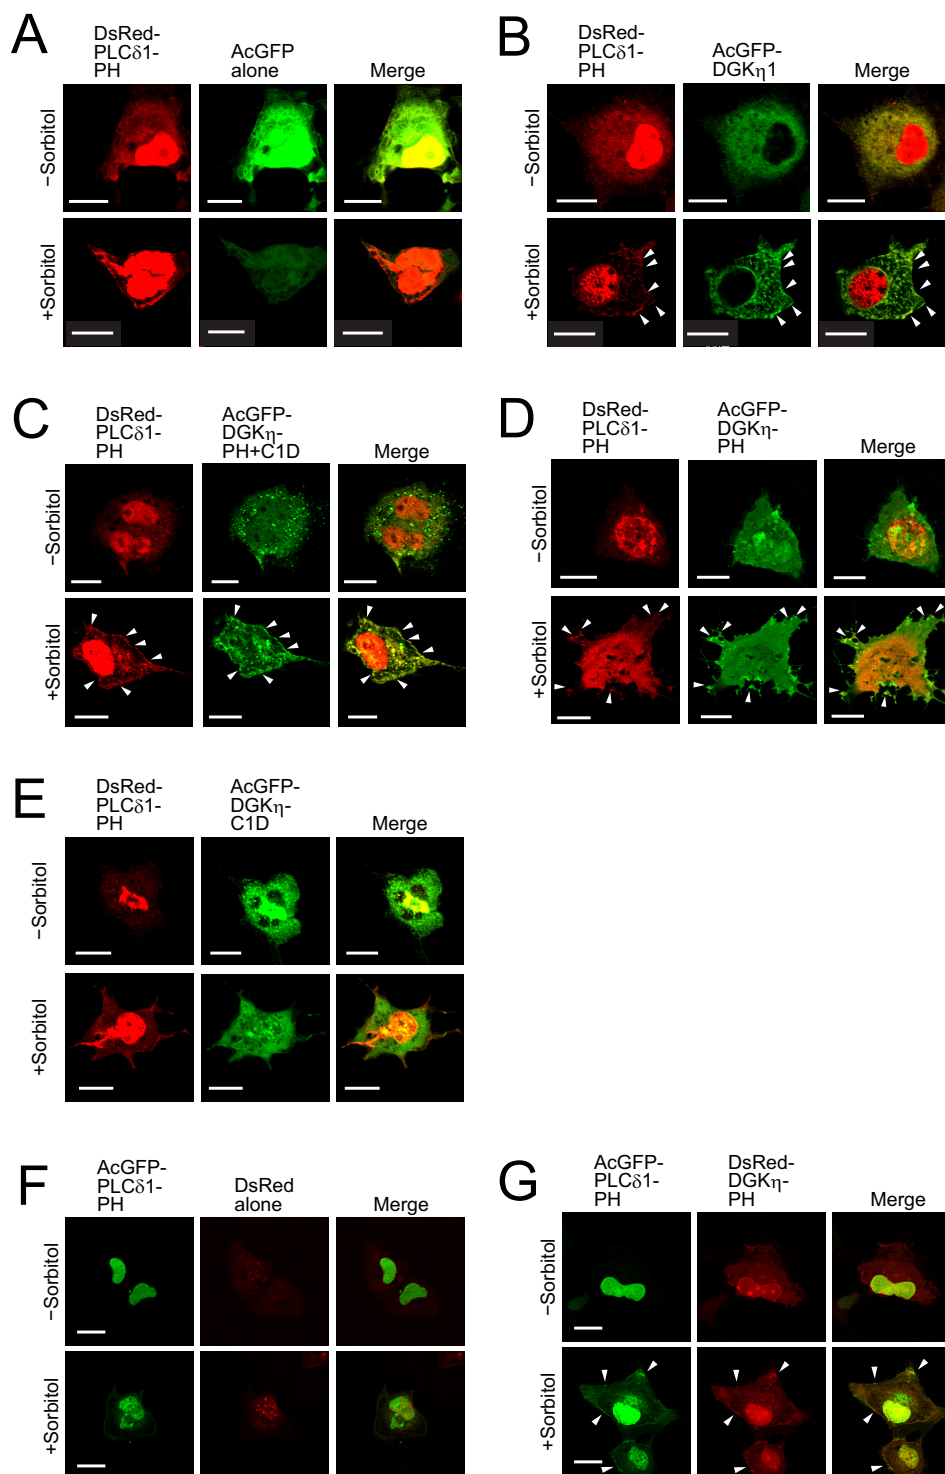 A
DsRed-
PLCδ1-
PH
AcGFP
alone
Merge
−Sorbitol
+Sorbitol
B
DsRed-
PLCδ1-
PH
AcGFP-
DGKη1
Merge
−Sorbitol
+Sorbitol
C
DsRed-
PLCδ1-
PH
AcGFP-
DGKη-
PH+C1D
Merge
−Sorbitol
+Sorbitol
D
DsRed-
PLCδ1-
PH
AcGFP-
DGKη-
PH
Merge
−Sorbitol
+Sorbitol
E
DsRed-
PLCδ1-
PH
AcGFP-
DGKη-
C1D
Merge
−Sorbitol
+Sorbitol
F
AcGFP-
PLCδ1-
PH
DsRed
alone
Merge
−Sorbitol
+Sorbitol
G
AcGFP-
PLCδ1-
PH
DsRed-
DGKη-
PH
Merge
−Sorbitol
+Sorbitol